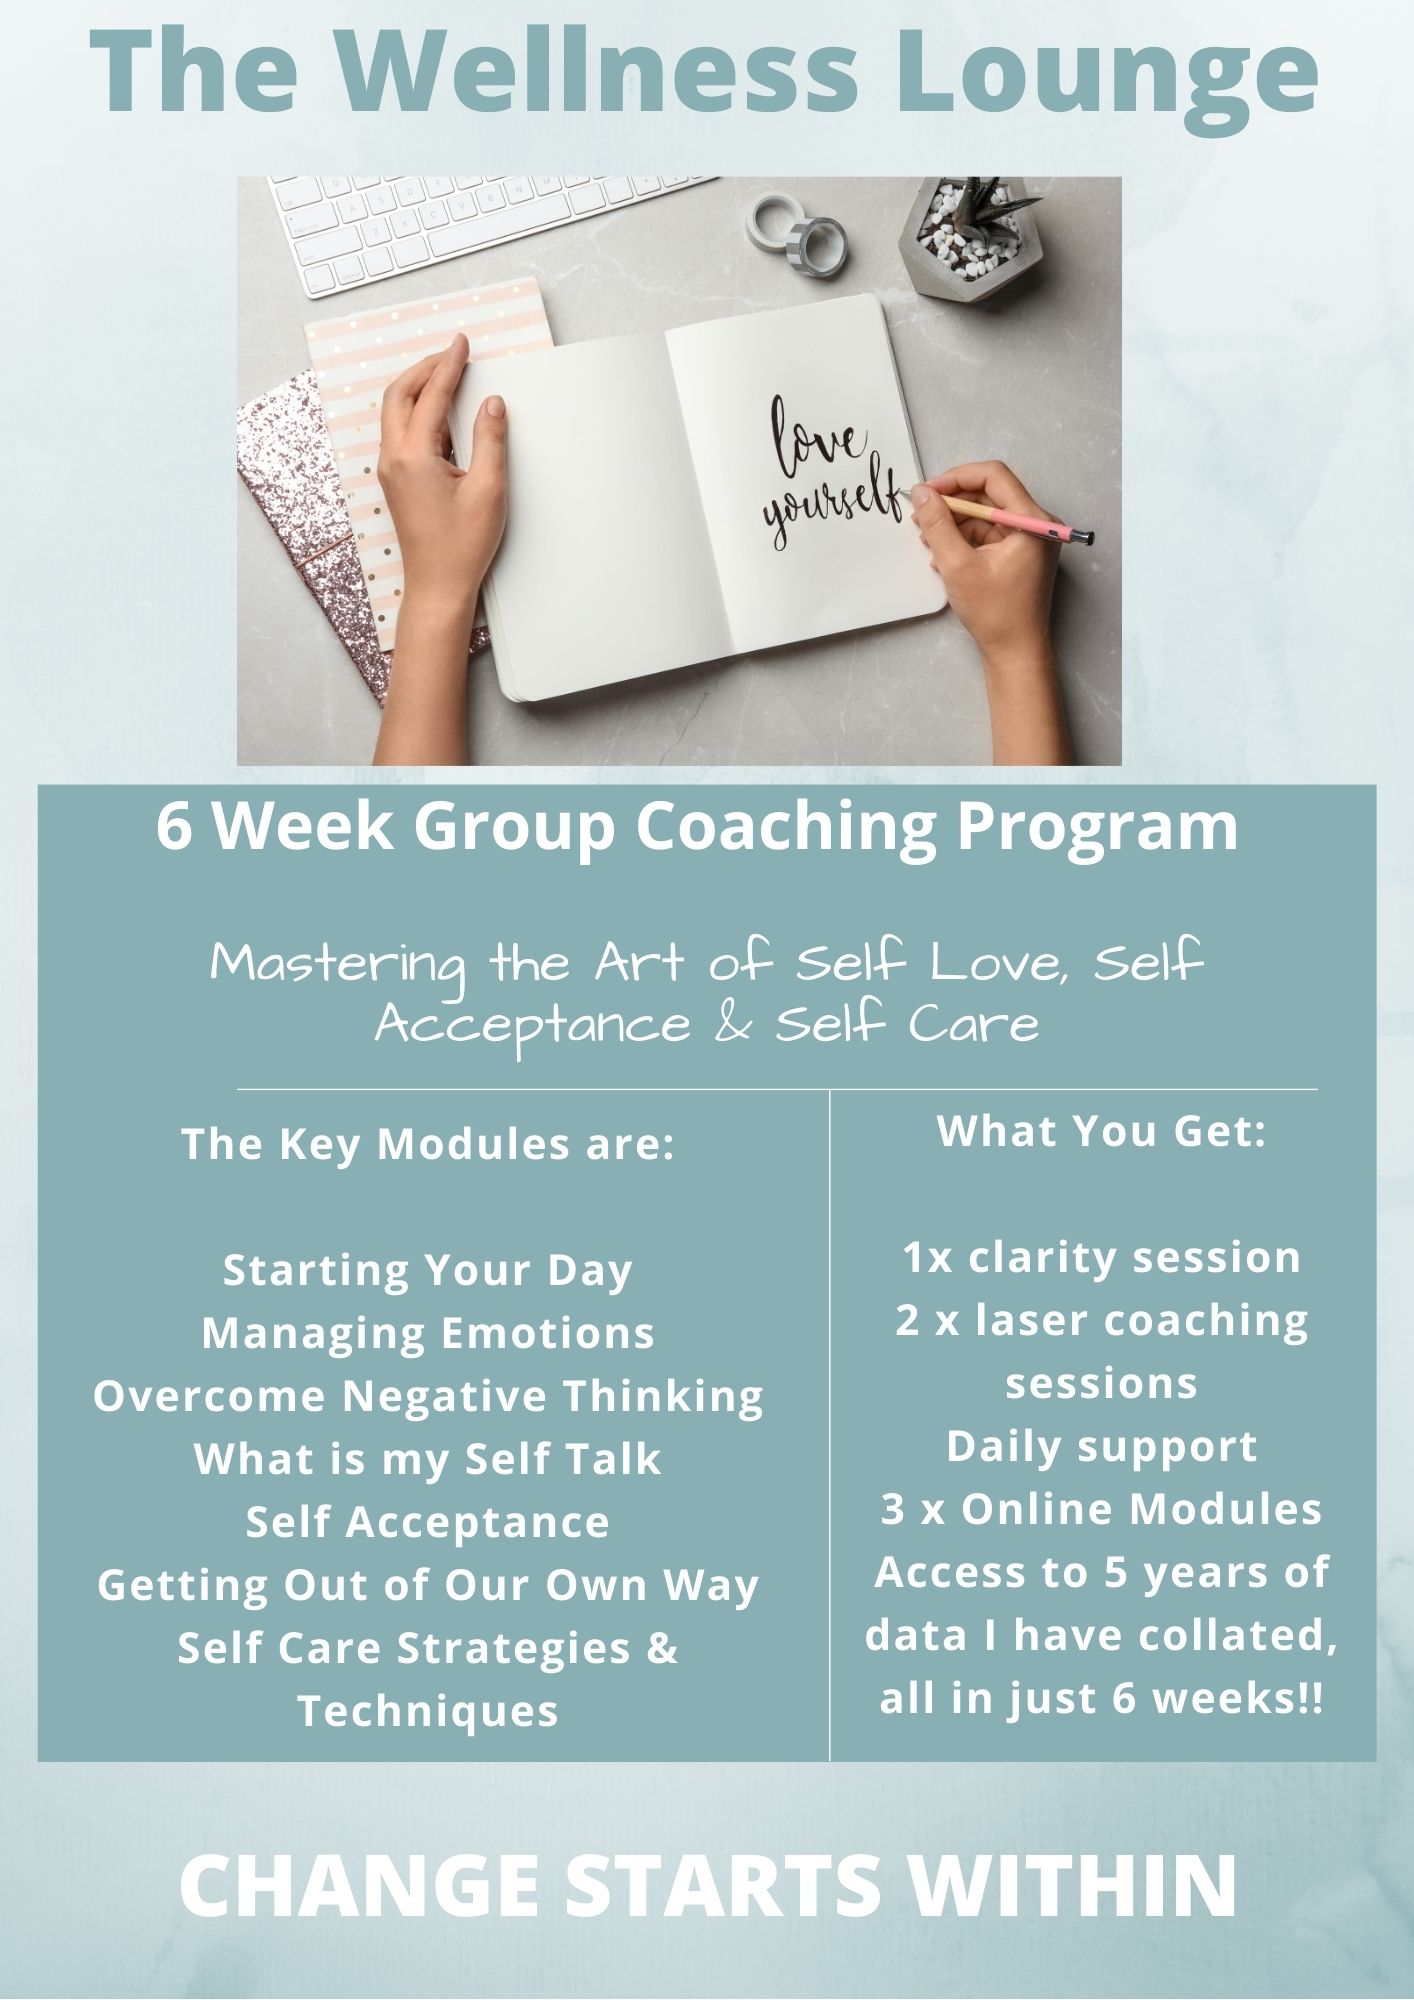 The Wellness Lounge
love
yourself
6 Week Group Coaching Program
Mastering the Art of Self Love, Self
Acceptance & Self Care
The Key Modules are:
Starting Your Day
Managing Emotions
Overcome Negative Thinking
What is my Self Talk
Self Acceptance
Getting Out of Our Own Way
Self Care Strategies &
Techniques
What You Get:
1x clarity session
2 x laser coaching
sessions
Daily support
3 x Online Modules
Access to 5 years of
data I have collated,
all in just 6 weeks!!
CHANGE STARTS WITHIN